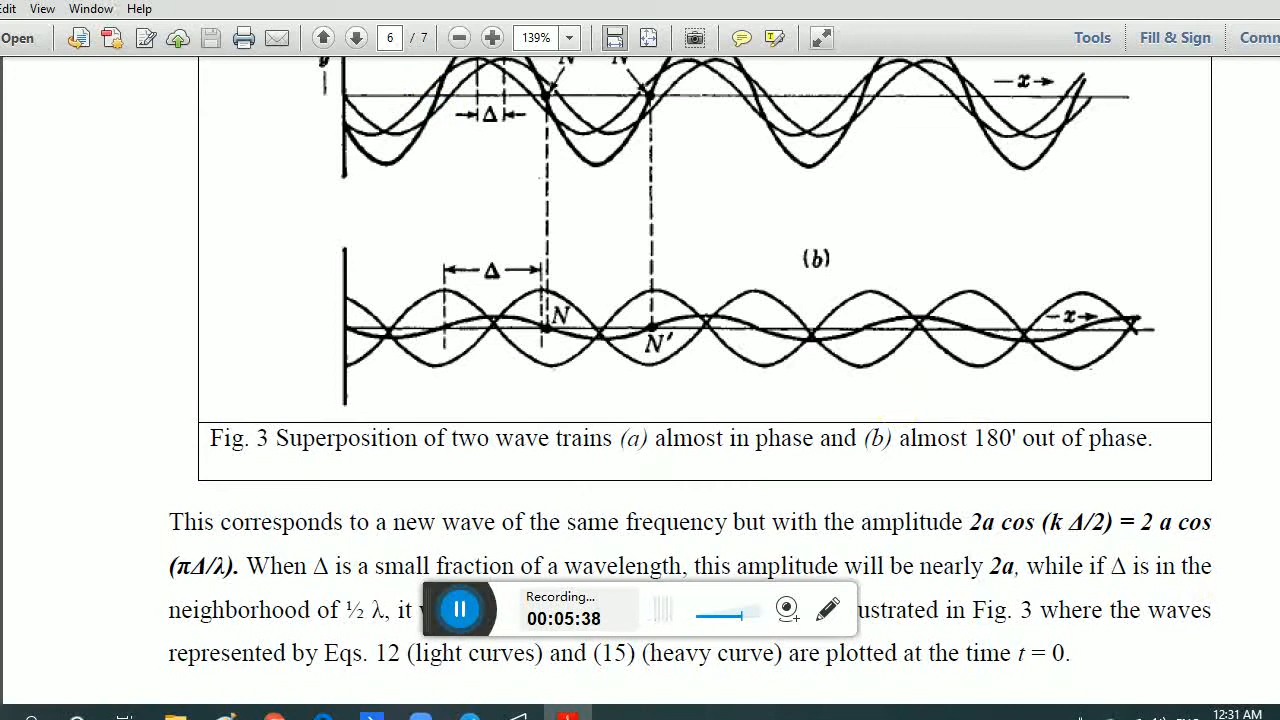 Edit View Window Help
Open 6 / 7 139% Tools Fill & Sign
y N N
— x →
Δ
(b)
Δ
N
— x →
N'
Fig. 3 Superposition of two wave trains (a) almost in phase and (b) almost 180' out of phase.
This corresponds to a new wave of the same frequency but with the amplitude 2a cos (k Δ/2) = 2 a cos
(πΔ/λ). When Δ is a small fraction of a wavelength, this amplitude will be nearly 2a, while if Δ is in the
Recording...
neighborhood of ½ λ, it ustrated in Fig. 3 where the waves
00:05:38
represented by Eqs. 12 (light curves) and (15) (heavy curve) are plotted at the time t = 0.
12:31 AM